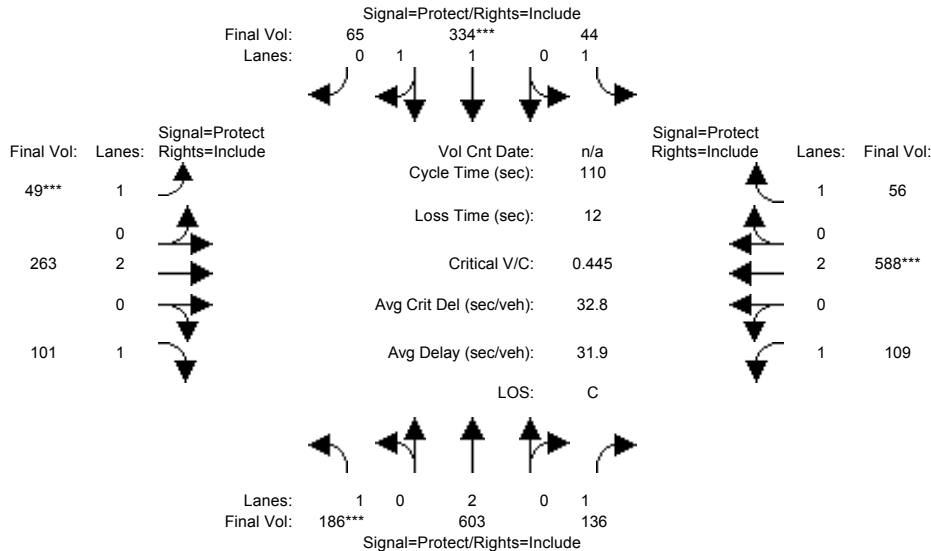 Signal=Protect/Rights=Include
Final Vol: 65 334*** 44
Lanes: 0 1 1 0 1
Signal=Protect Signal=Protect
Final Vol: Lanes: Rights=Include Vol Cnt Date: n/a Rights=Include Lanes: Final Vol:
Cycle Time (sec): 110
49*** 1 1 56
Loss Time (sec): 12
0 0
263 2 Critical V/C: 0.445 2 588***
0 Avg Crit Del (sec/veh): 32.8 0
101 1 Avg Delay (sec/veh): 31.9 1 109
LOS: C
Lanes: 1 0 2 0 1
Final Vol: 186*** 603 136
Signal=Protect/Rights=Include